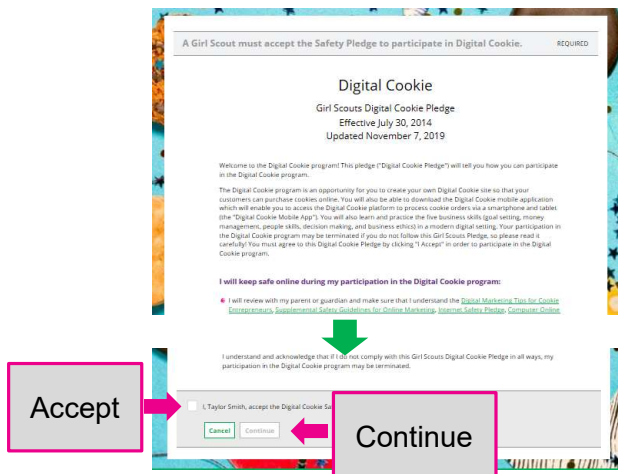 A Girl Scout must accept the Safety Pledge to participate in Digital Cookie. REQUIRED
Digital Cookie
Girl Scouts Digital Cookie Pledge
Effective July 30, 2014
Updated November 7, 2019
Welcome to the Digital Cookie program! This pledge ("Digital Cookie Pledge") will tell you how you can participate
in the Digital Cookie program.
The Digital Cookie program is an opportunity for you to create your own Digital Cookie site so that your
customers can purchase cookies online. You will also be able to download the Digital Cookie mobile application
which will enable you to access the Digital Cookie platform to process cookie orders via a smartphone and tablet
(the "Digital Cookie Mobile App"). You will also learn and practice the five business skills (goal setting, money
management, people skills, decision making, and business ethics) in a modern digital setting. Your participation in
the Digital Cookie program may be terminated if you do not follow this Girl Scouts Pledge, so please read it
carefully! You must agree to this Digital Cookie Pledge by clicking "I Accept" in order to participate in the Digital
Cookie program.
I will keep safe online during my participation in the Digital Cookie program:
I will review with my parent or guardian and make sure that I understand the Digital Marketing Tips for Cookie
Entrepreneurs, Supplemental Safety Guidelines for Online Marketing, Internet Safety Pledge, Computer Online
I understand and acknowledge that if I do not comply with this Girl Scouts Digital Cookie Pledge in all ways, my
participation in the Digital Cookie program may be terminated.
Accept
I, Taylor Smith, accept the Digital Cookie
Cancel Continue
Continue